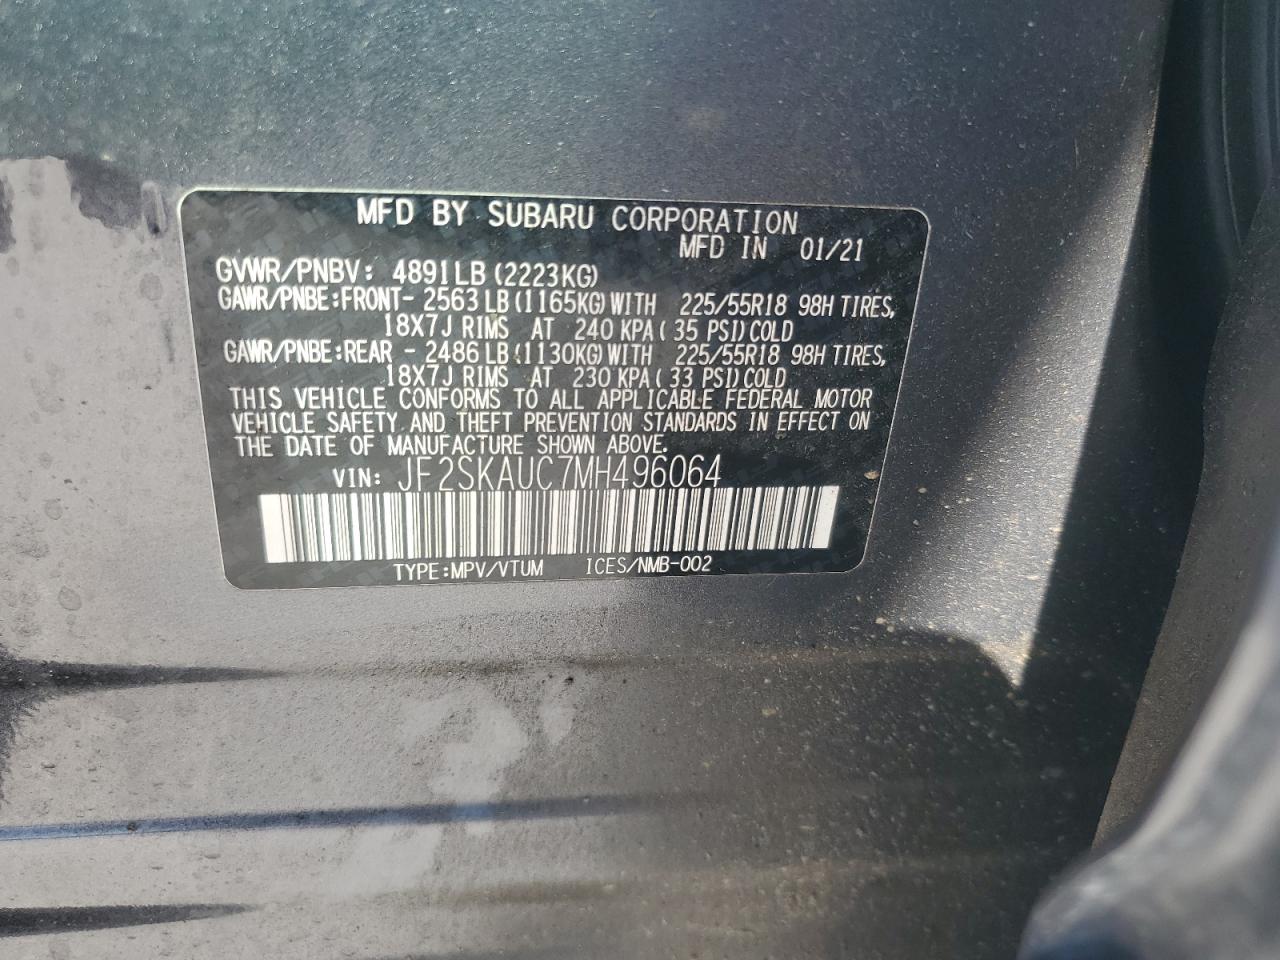 MFD BY SUBARU CORPORATION
MFD IN 01/21
GVWR/PNBV: 4891LB (2223KG)
GAWR/PNBE:FRONT- 2563 LB (1165KG)WITH 225/55R18 98H TIRES,
18X7J RIMS AT 240 KPA( 35 PSI)COLD
GAWR/PNBE:REAR - 2486 LB (1130KG)WITH 225/55R18 98H TIRES,
18X7J RIMS AT 230 KPA( 33 PSI)COLD
THIS VEHICLE CONFORMS TO ALL APPLICABLE FEDERAL MOTOR
VEHICLE SAFETY AND THEFT PREVENTION STANDARDS IN EFFECT ON
THE DATE OF MANUFACTURE SHOWN ABOVE.
VIN: JF2SKAUC7MH496064
TYPE:MPV/VTUM ICES/NMB-002